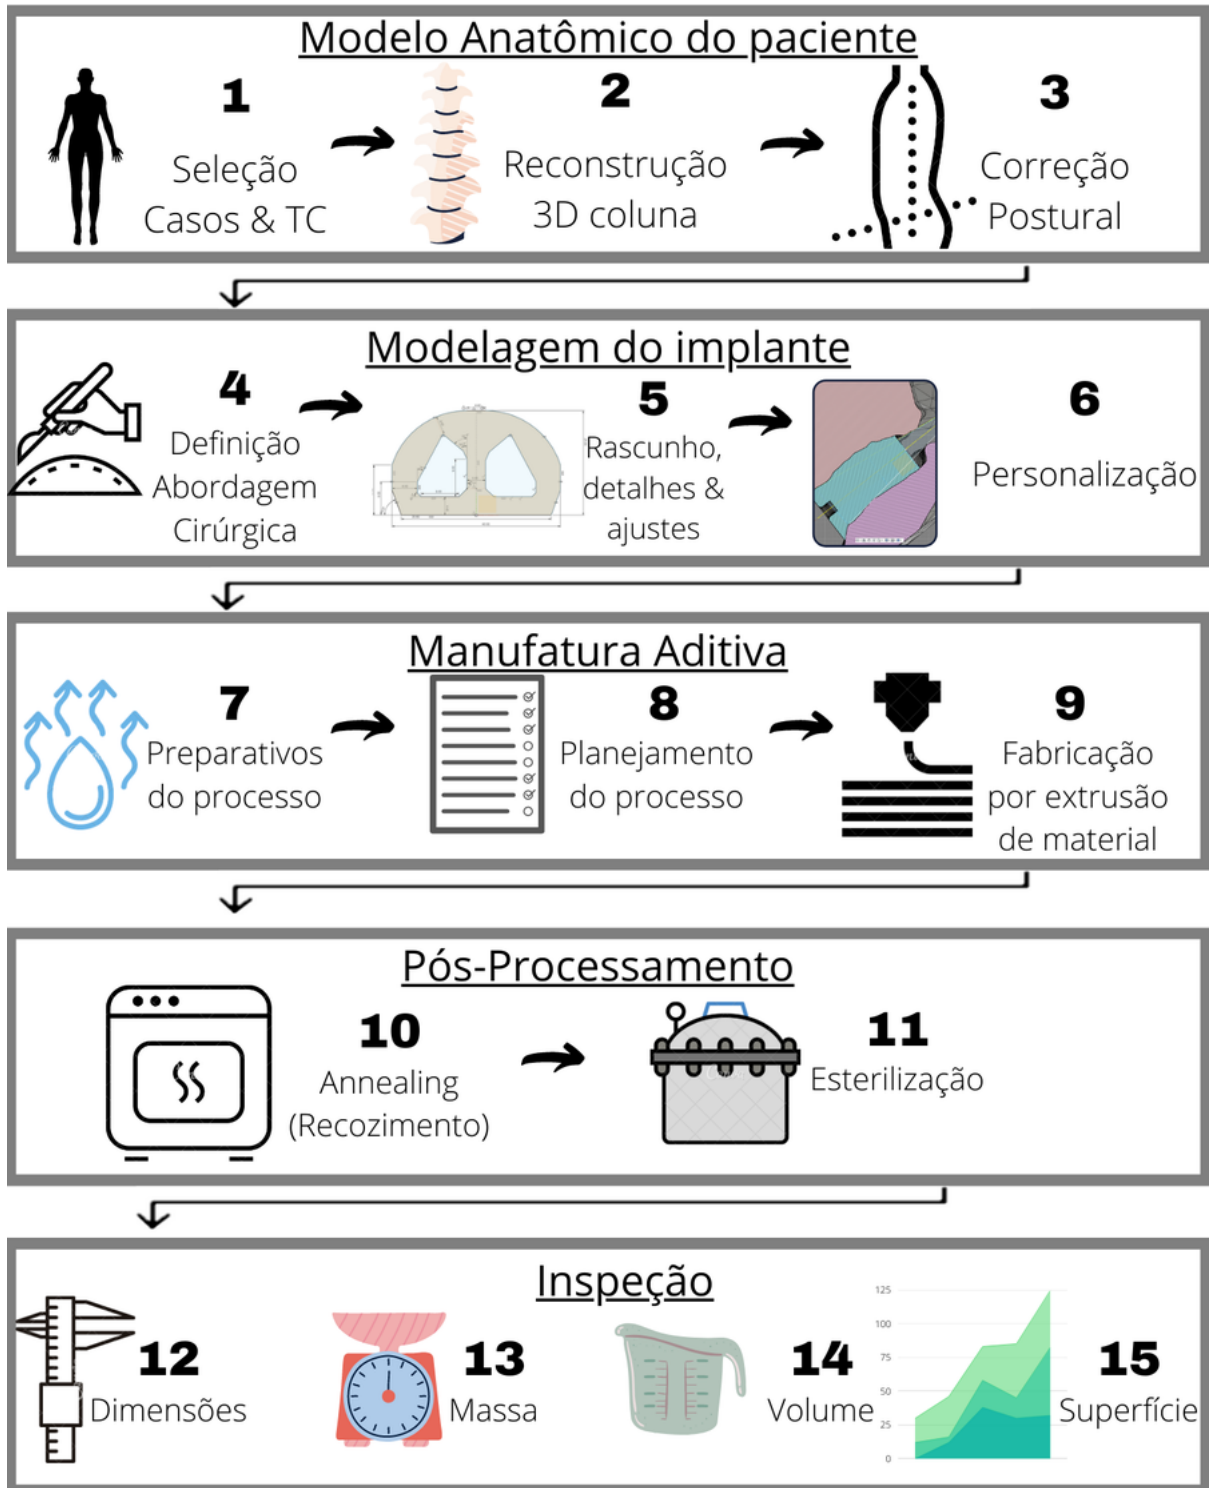 Modelo Anatômico do paciente
1
Seleção
Casos & TC
2
Reconstrução
3D coluna
3
Correção
Postural
Modelagem do implante
4
Definição
Abordagem
Cirúrgica
5
Rascunho,
detalhes &
ajustes
6
Personalização
Manufatura Aditiva
7
Preparativos
do processo
8
Planejamento
do processo
9
Fabricação
por extrusão
de material
Pós-Processamento
10
Annealing
(Recozimento)
11
Esterilização
Inspeção
12
Dimensões
13
Massa
14
Volume
125
100
75
50
25
0
15
Superfície